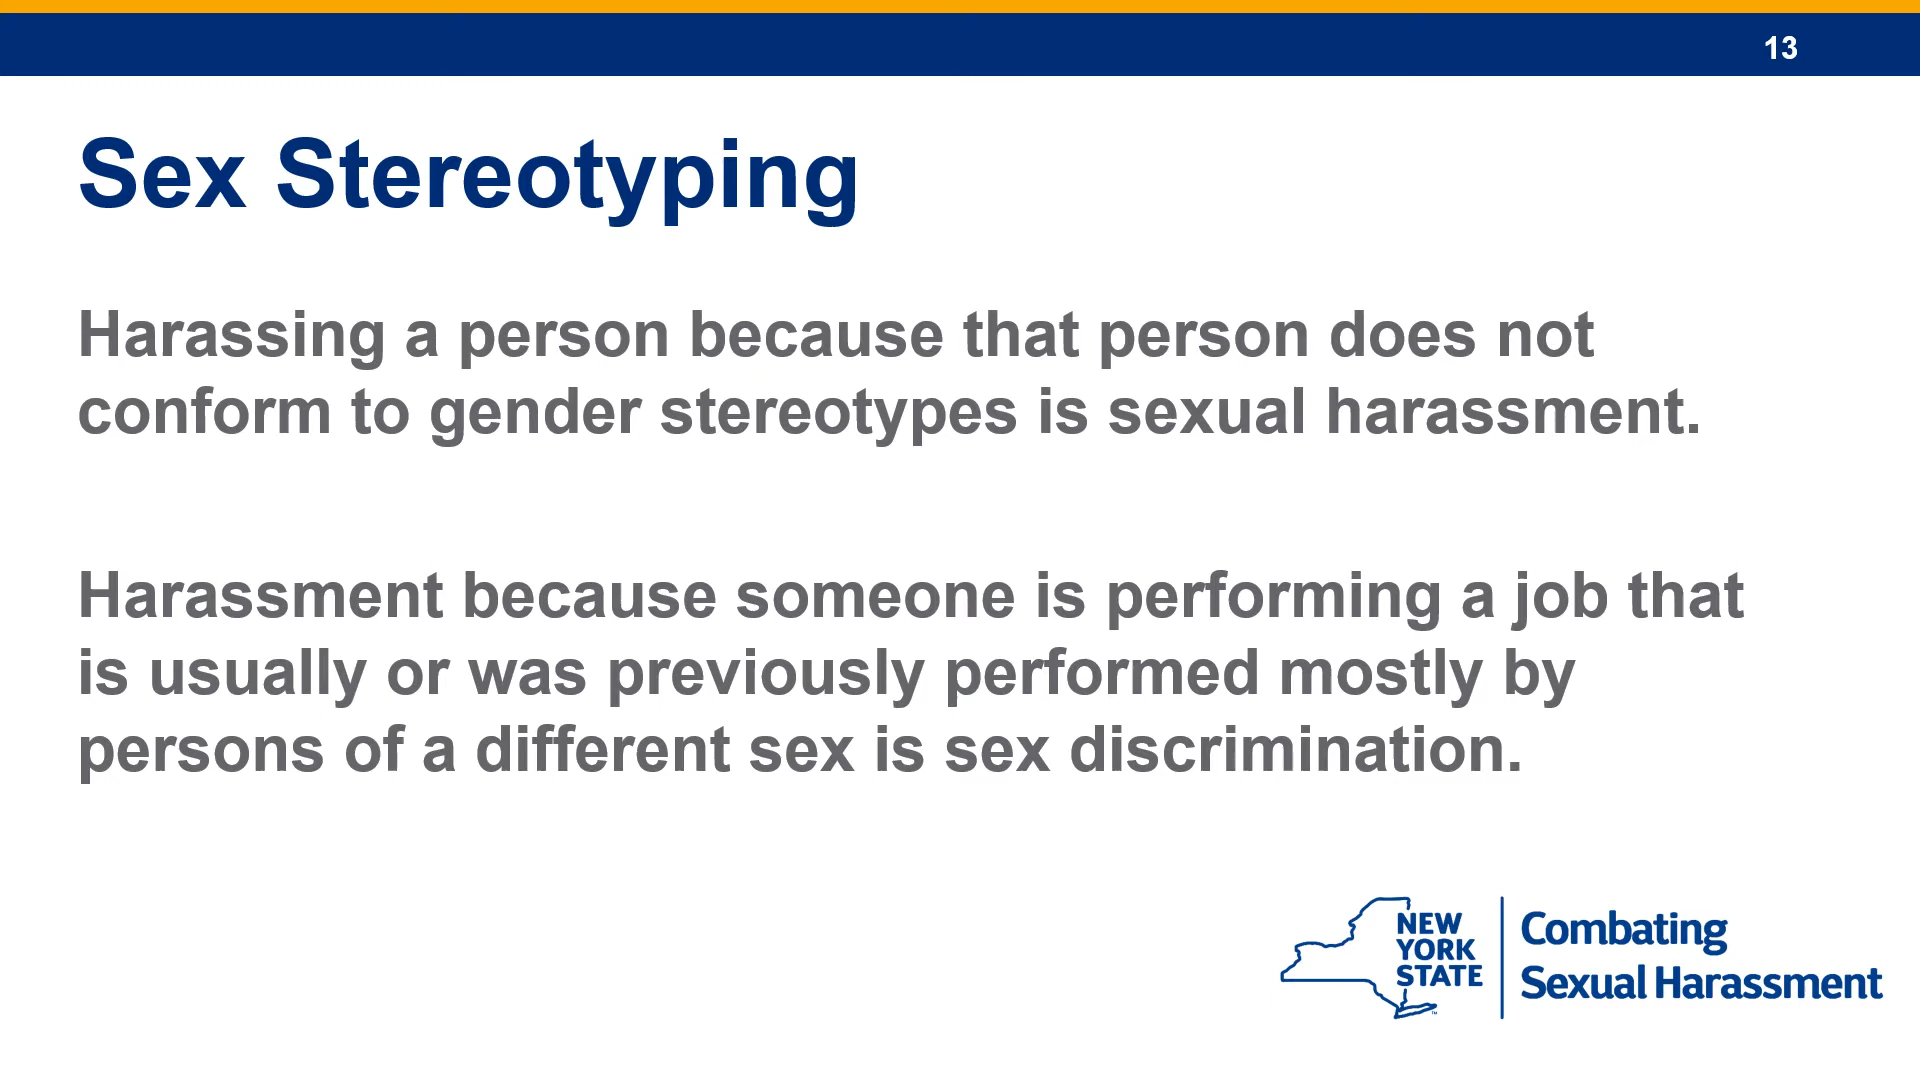 13
Sex Stereotyping
Harassing a person because that person does not
conform to gender stereotypes is sexual harassment.
Harassment because someone is performing a job that
is usually or was previously performed mostly by
persons of a different sex is sex discrimination.
NEW
YORK
STATE
™
Combating
Sexual Harassment